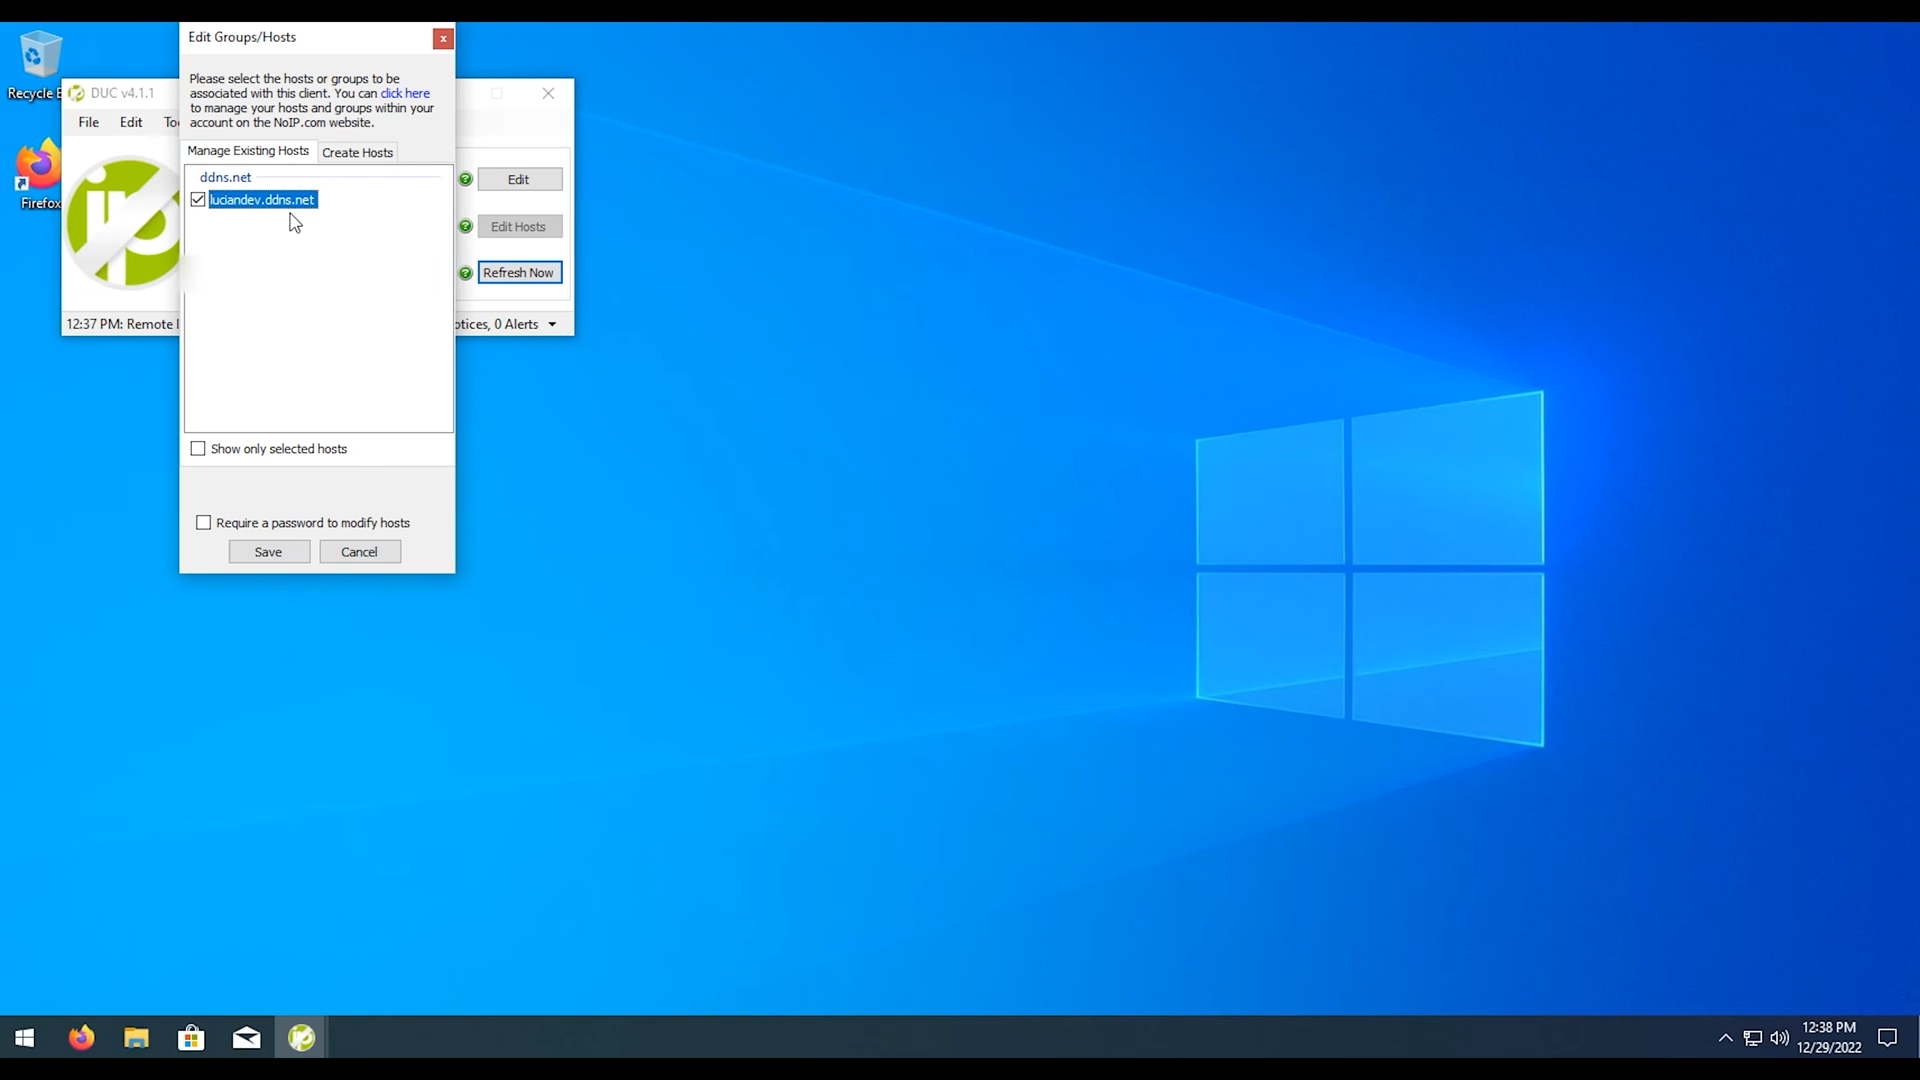 Edit Groups/Hosts
x
Please select the hosts or groups to be
associated with this client. You can click here
to manage your hosts and groups within your
account on the NoIP.com website.
Manage Existing Hosts
Create Hosts
ddns.net
luciandev.ddns.net
Show only selected hosts
Require a password to modify hosts
Save
Cancel
Recycle
Firefox
DUC v4.1.1
File
Edit
Edit
Edit Hosts
Refresh Now
12:37 PM: Remote
otices, 0 Alerts
12:38 PM
12/29/2022